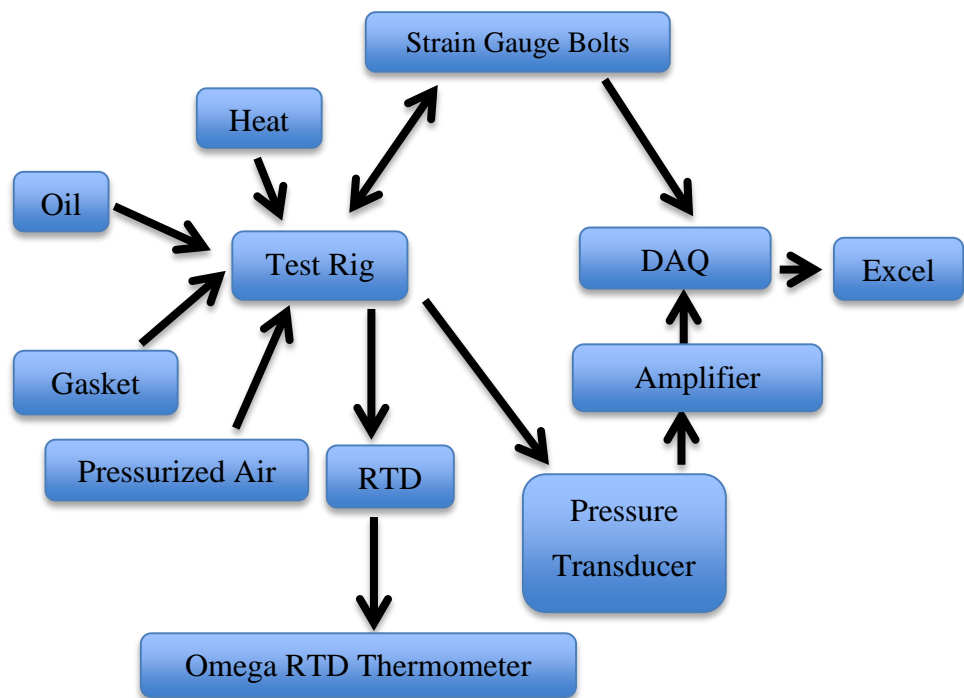 Strain Gauge Bolts
Heat
Oil
Test Rig
DAQ
Excel
Gasket
Amplifier
Pressurized Air
RTD
Pressure
Transducer
Omega RTD Thermometer